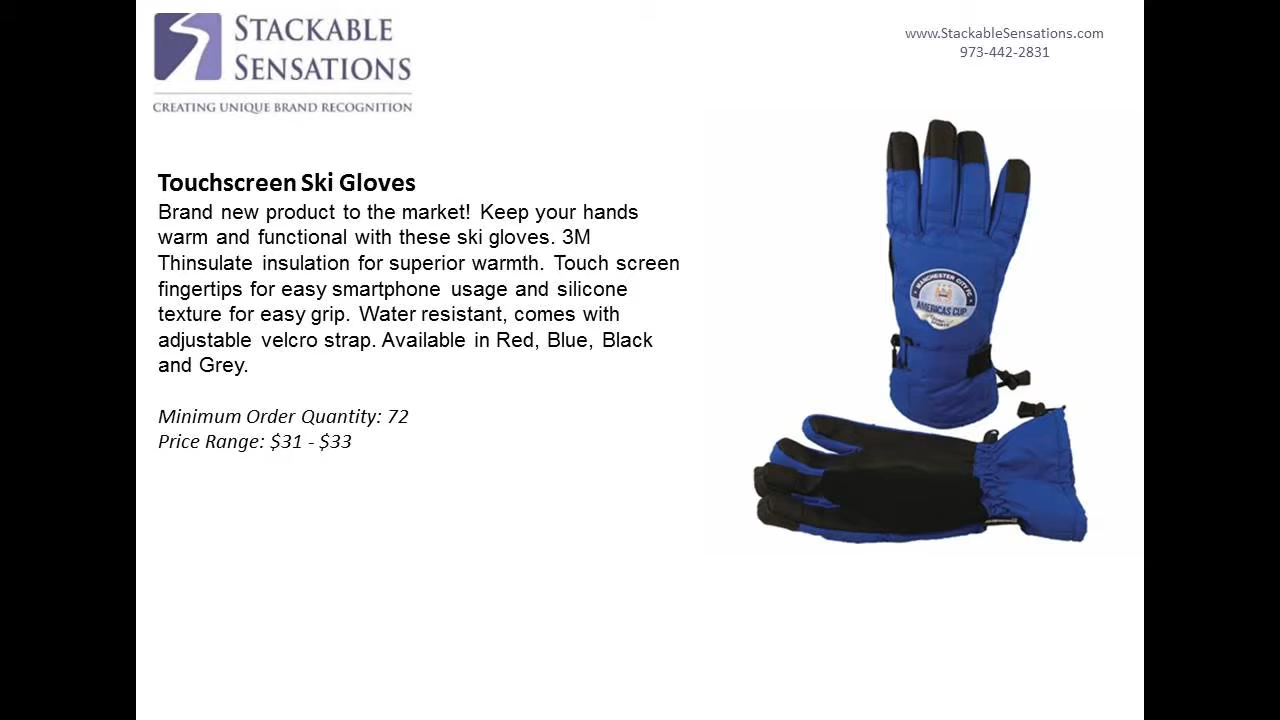 STACKABLE
SENSATIONS
CREATING UNIQUE BRAND RECOGNITION
www.StackableSensations.com
973-442-2831
Touchscreen Ski Gloves
Brand new product to the market! Keep your hands
warm and functional with these ski gloves. 3M
Thinsulate insulation for superior warmth. Touch screen
fingertips for easy smartphone usage and silicone
texture for easy grip. Water resistant, comes with
adjustable velcro strap. Available in Red, Blue, Black
and Grey.
Minimum Order Quantity: 72
Price Range: $31 - $33
MANCHESTER CITY FC
AMERICAS CUP